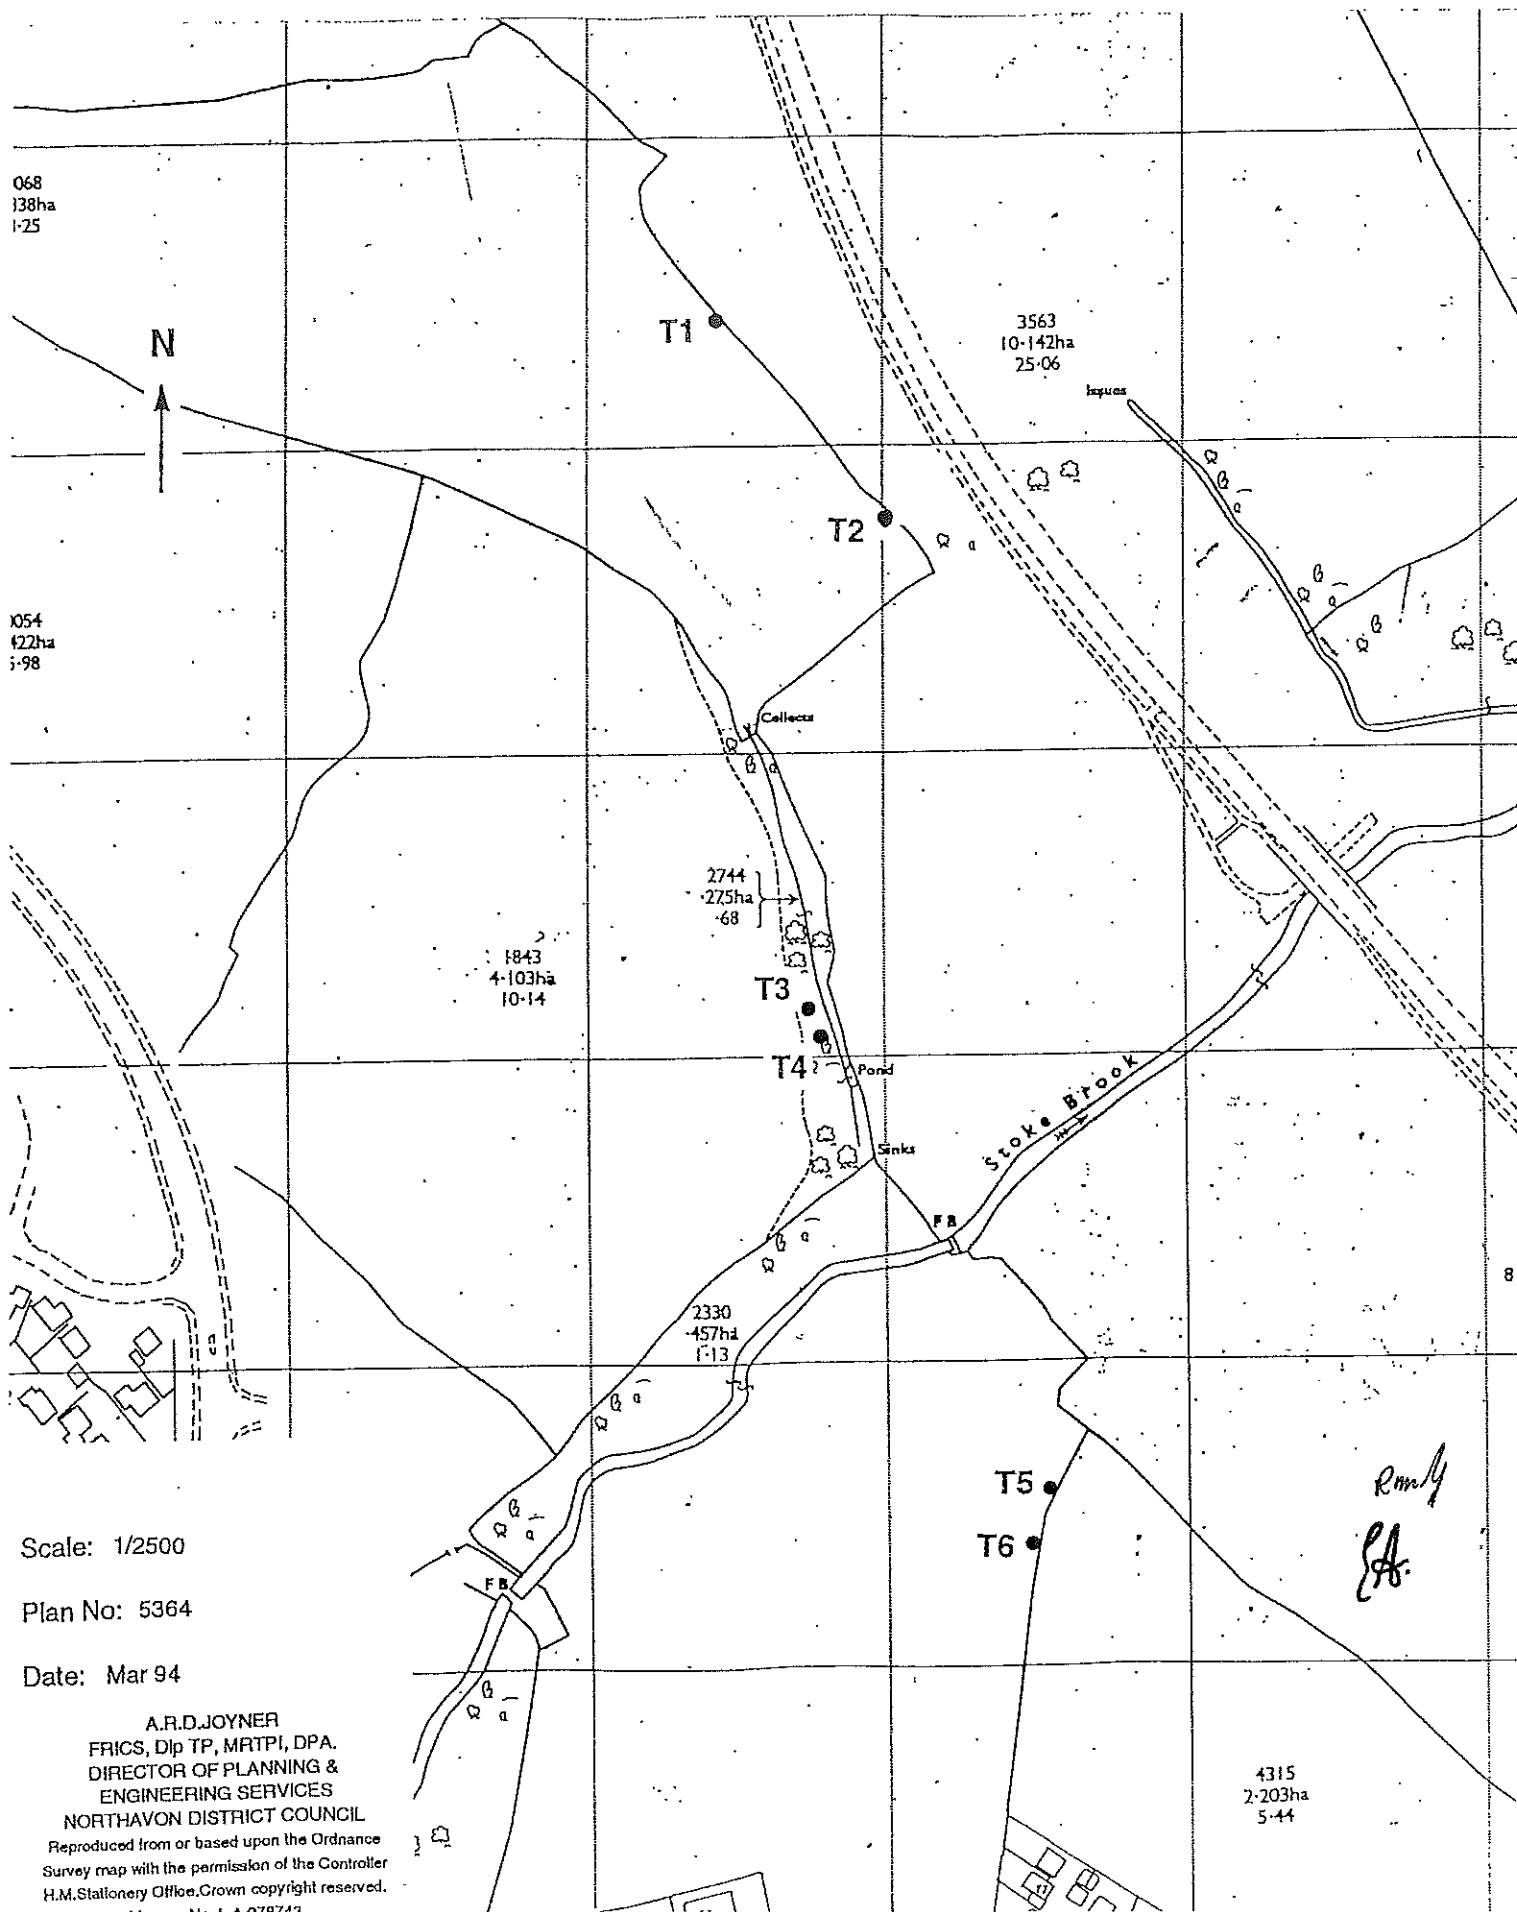 068
38ha
1·25
N
T1
3563
10·142ha
25·06
Issues
T2
0054
422ha
5·98
Collects
2744
·275ha
·68
1843
4·103ha
10·14
T3
T4
Pond
Stoke Brook
Sinks
F B
8
2330
·457ha
1·13
T5
T6
F B
Scale: 1/2500
Plan No: 5364
Date: Mar 94
A.R.D.JOYNER
FRICS, Dip TP, MRTPI, DPA.
DIRECTOR OF PLANNING &
ENGINEERING SERVICES
NORTHAVON DISTRICT COUNCIL
Reproduced from or based upon the Ordnance
Survey map with the permission of the Controller
H.M.Stationery Office.Crown copyright reserved.
4315
2·203ha
5·44